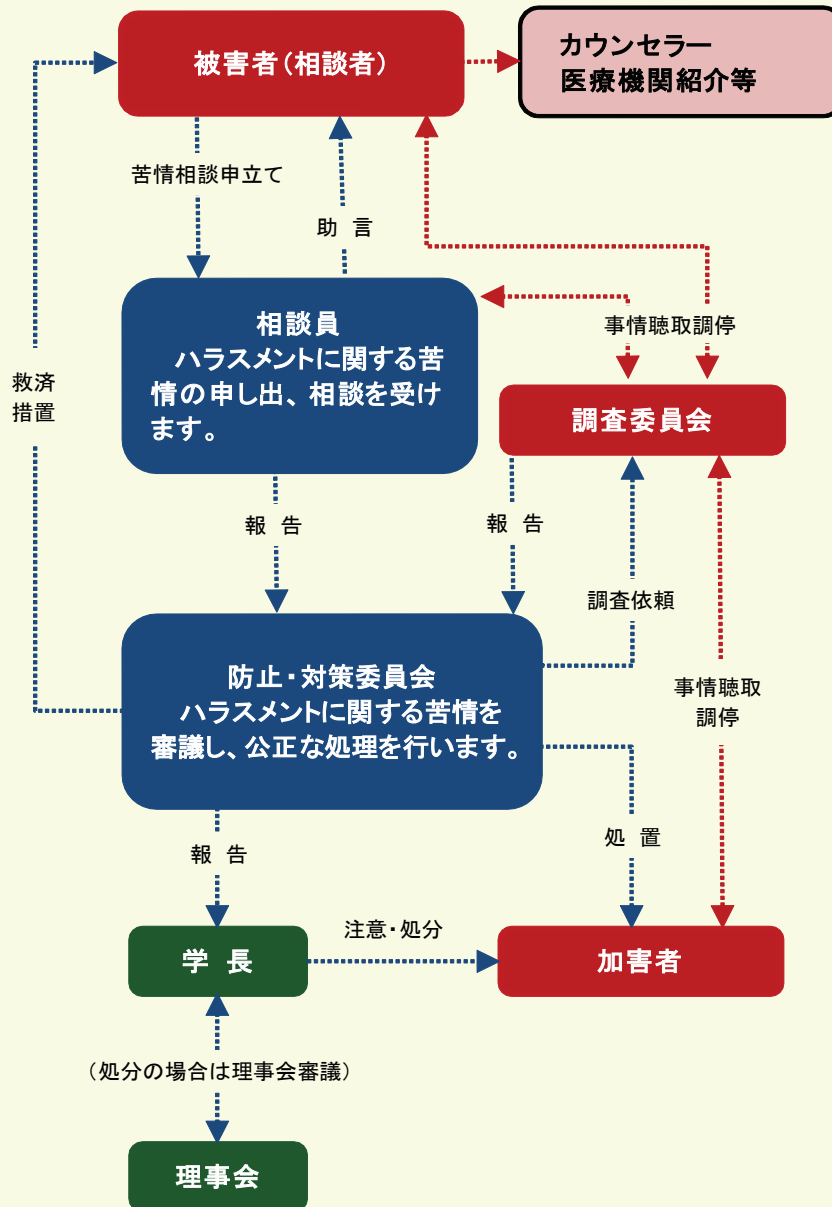 被害者（相談者）
カウンセラー
医療機関紹介等
苦情相談申立て
助 言
相談員
ハラスメントに関する苦
情の申し出、相談を受け
ます。
事情聴取調停
救済
措置
調査委員会
報 告
報 告
調査依頼
防止・対策委員会
ハラスメントに関する苦情を
審議し、公正な処理を行います。
事情聴取
調停
処 置
報 告
注意・処分
学 長
加害者
（処分の場合は理事会審議）
理事会